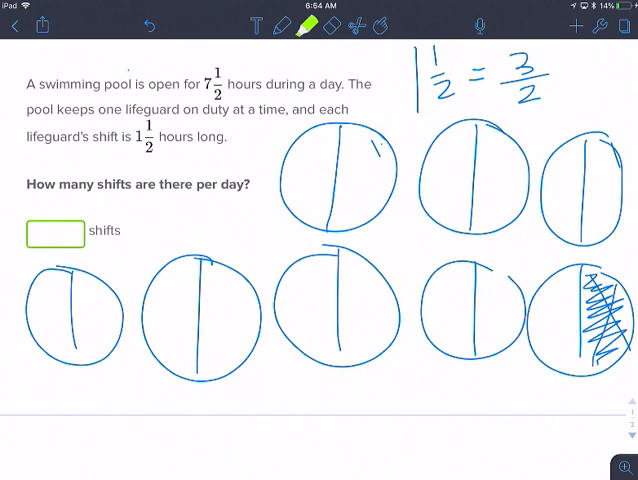 iPad
6:54 AM
14%
A swimming pool is open for 7 1/2 hours during a day. The
pool keeps one lifeguard on duty at a time, and each
lifeguard's shift is 1 1/2 hours long.
1 1/2 = 3/2
How many shifts are there per day?
shifts
1
2